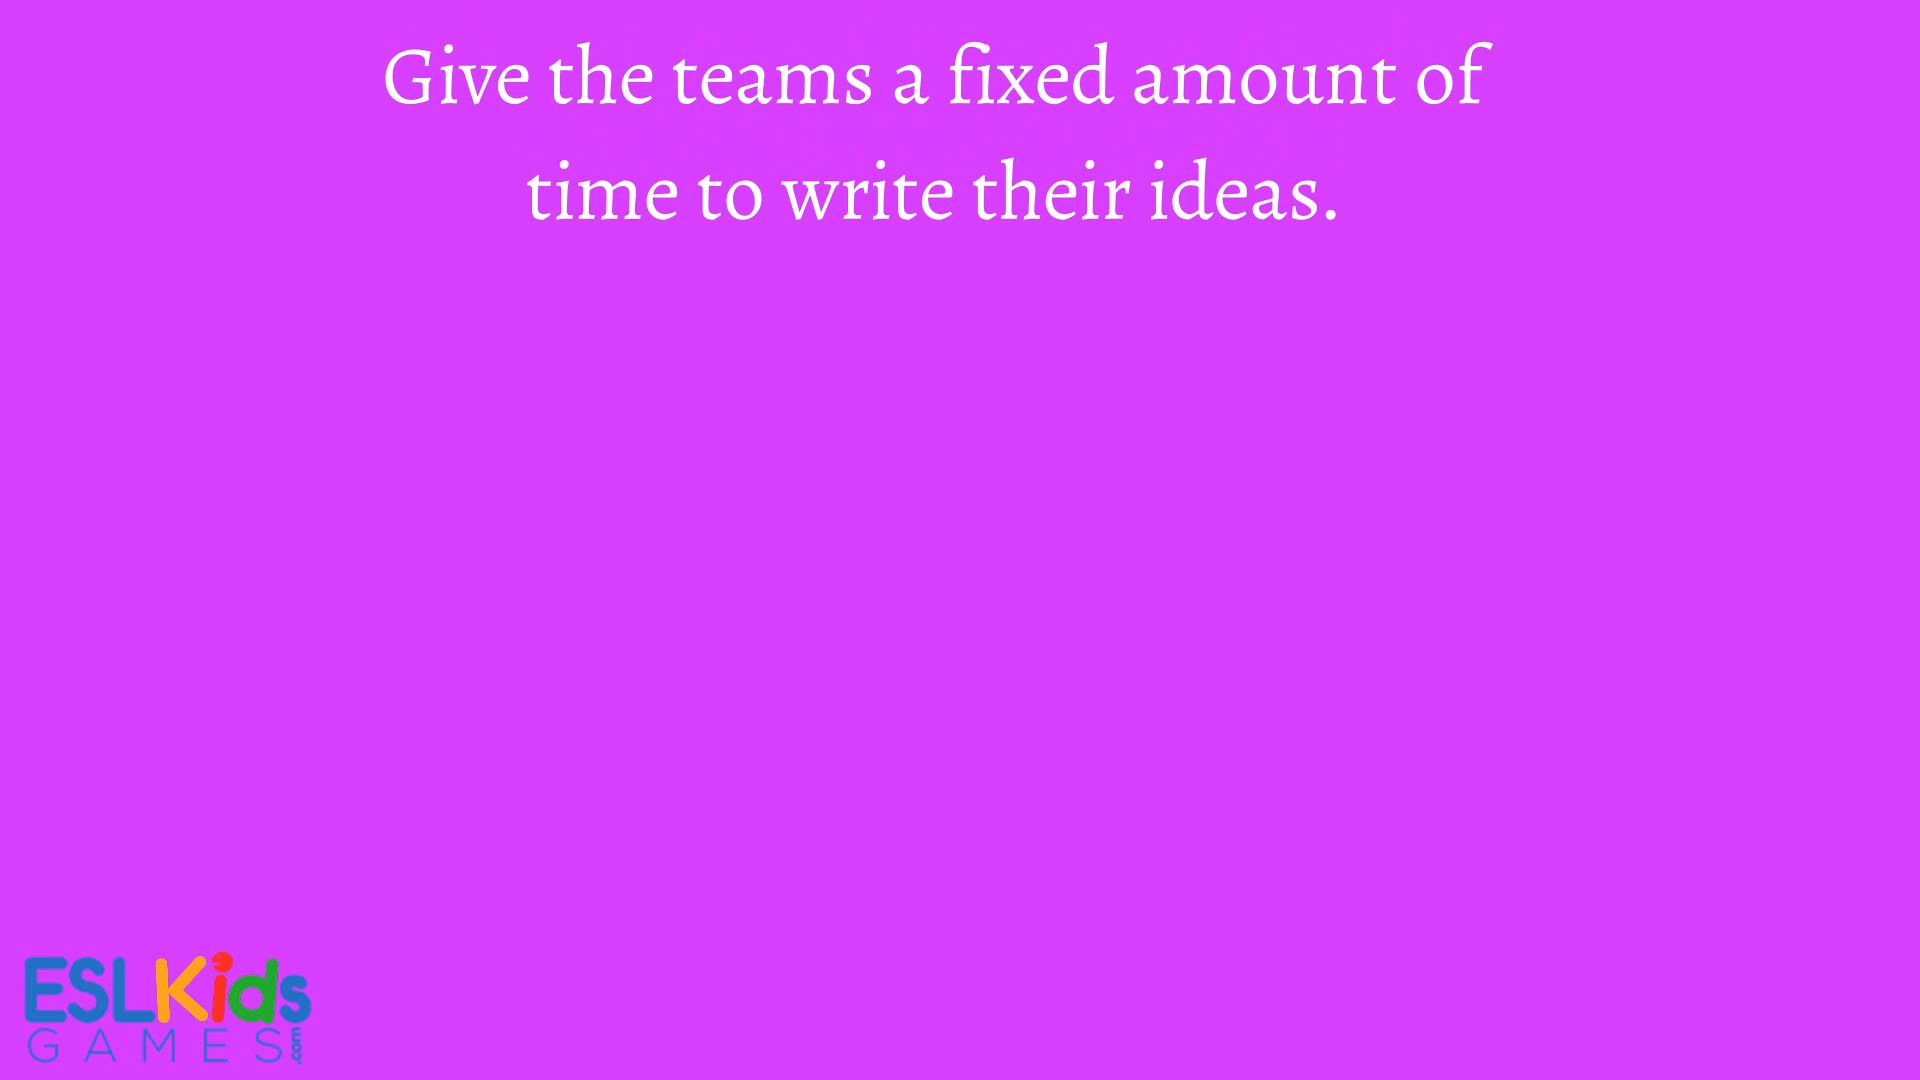 Give the teams a fixed amount of
time to write their ideas.
ESLKids
GAMES.com